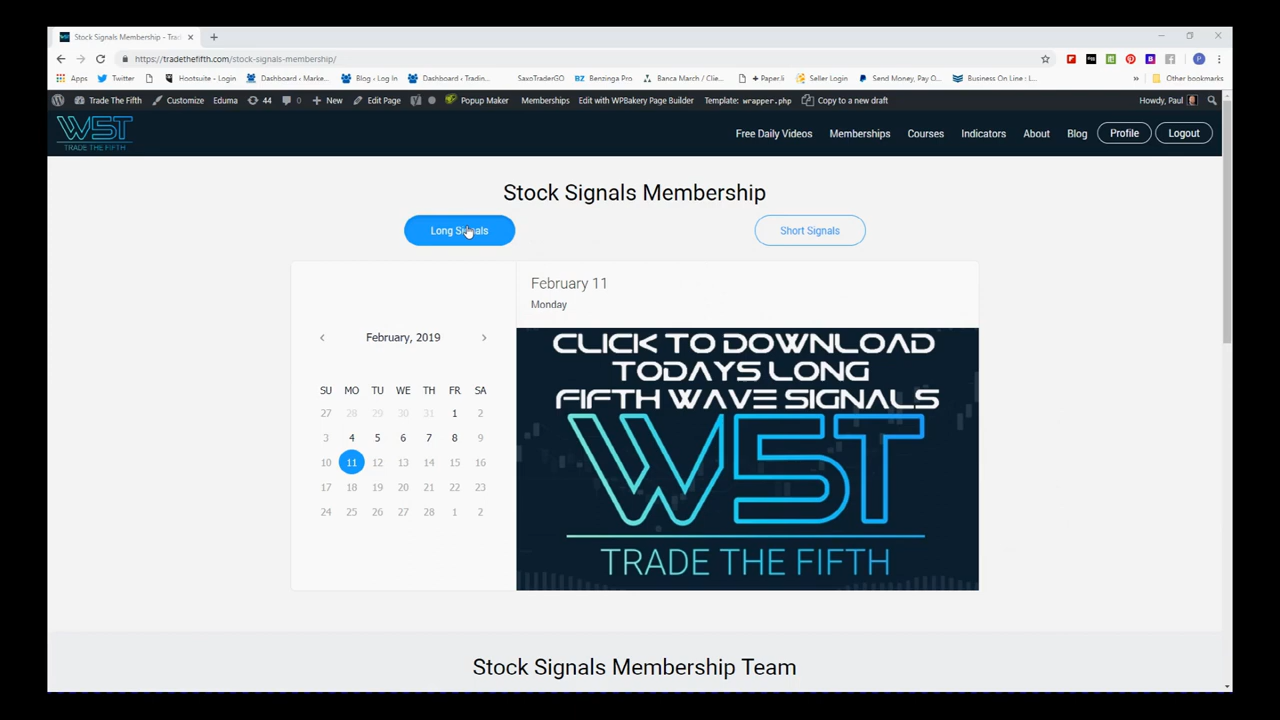 Stock Signals Membership - Trad
https://tradethefifth.com/stock-signals-membership/
Apps Twitter Hootsuite - Login Dashboard ‹ Marke... Blog ‹ Log In Dashboard ‹ Tradin... SaxoTraderGO BZ Benzinga Pro Banca March / Clie... + Paper.li Seller Login Send Money, Pay O... Business On Line : L... » Other bookmarks
Trade The Fifth Customize Eduma 44 0 + New Edit Page Popup Maker Memberships Edit with WPBakery Page Builder Template: wrapper.php Copy to a new draft Howdy, Paul
W5T
TRADE THE FIFTH
Free Daily Videos Memberships Courses Indicators About Blog Profile Logout
Stock Signals Membership
Long Signals Short Signals
February 11
Monday
February, 2019
SU MO TU WE TH FR SA
27 28 29 30 31 1 2
3 4 5 6 7 8 9
10 11 12 13 14 15 16
17 18 19 20 21 22 23
24 25 26 27 28 1 2
CLICK TO DOWNLOAD
TODAYS LONG
FIFTH WAVE SIGNALS
W5T
TRADE THE FIFTH
Stock Signals Membership Team